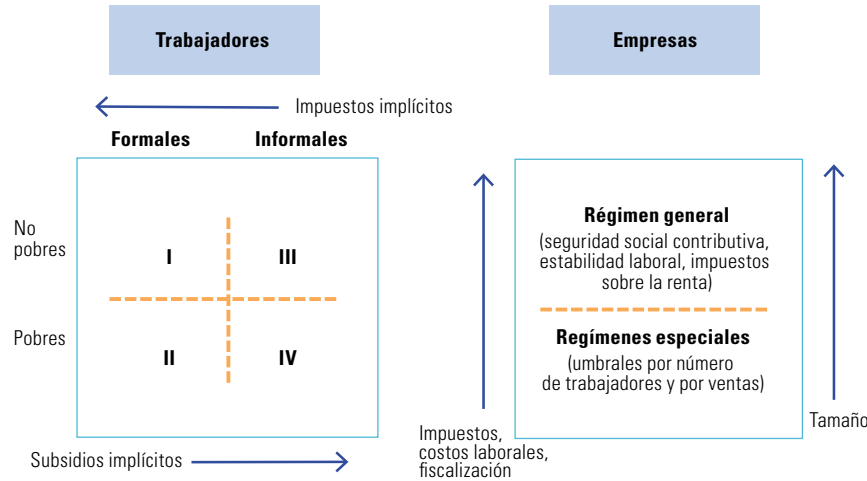 Trabajadores
Empresas
Impuestos implícitos
Formales
Informales
No
pobres
I
III
Pobres
II
IV
Subsidios implícitos
Régimen general
(seguridad social contributiva,
estabilidad laboral, impuestos
sobre la renta)
Regímenes especiales
(umbrales por número
de trabajadores y por ventas)
Impuestos,
costos laborales,
fiscalización
Tamaño